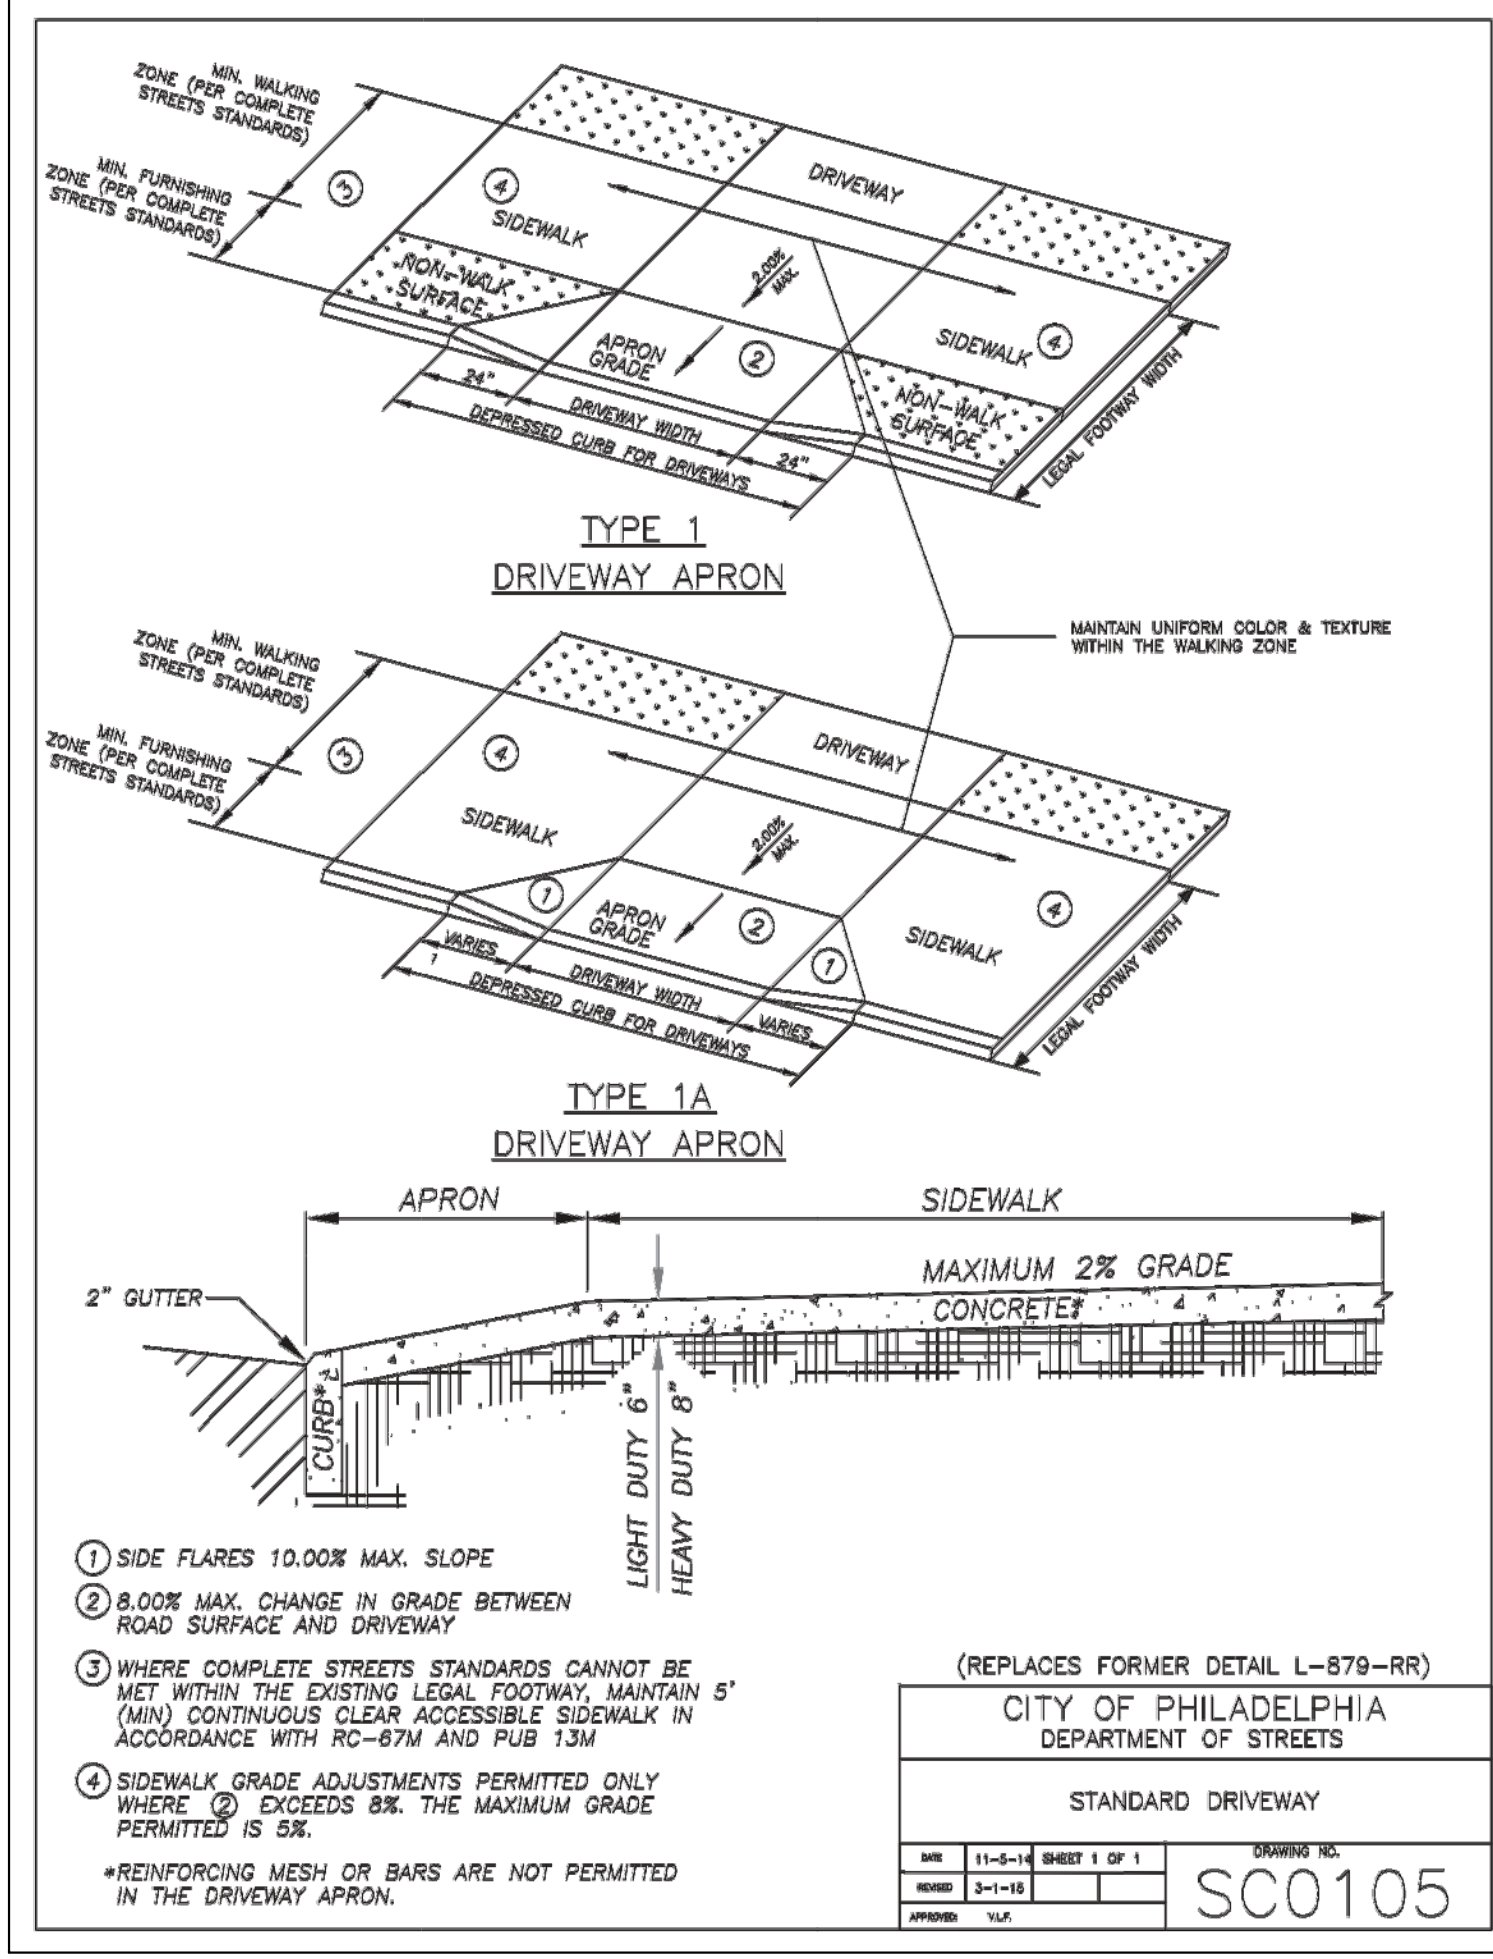 MIN. WALKING
ZONE (PER COMPLETE
STREETS STANDARDS)
MIN. FURNISHING
ZONE (PER COMPLETE
STREETS STANDARDS)
3
4
SIDEWALK
DRIVEWAY
NON-WALK
SURFACE
2.00%
MAX.
APRON
GRADE
2
SIDEWALK
4
NON-WALK
SURFACE
LEGAL FOOTWAY WIDTH
24"
DRIVEWAY WIDTH
24"
DEPRESSED CURB FOR DRIVEWAYS
TYPE 1
DRIVEWAY APRON
MAINTAIN UNIFORM COLOR & TEXTURE
WITHIN THE WALKING ZONE
MIN. WALKING
ZONE (PER COMPLETE
STREETS STANDARDS)
MIN. FURNISHING
ZONE (PER COMPLETE
STREETS STANDARDS)
3
4
SIDEWALK
DRIVEWAY
2.00%
MAX.
1
APRON
GRADE
2
1
4
SIDEWALK
LEGAL FOOTWAY WIDTH
VARIES
1
DRIVEWAY WIDTH
VARIES
DEPRESSED CURB FOR DRIVEWAYS
TYPE 1A
DRIVEWAY APRON
APRON
SIDEWALK
MAXIMUM 2% GRADE
CONCRETE*
2" GUTTER
CURB*
LIGHT DUTY 6"
HEAVY DUTY 8"
1 SIDE FLARES 10.00% MAX. SLOPE
2 8.00% MAX. CHANGE IN GRADE BETWEEN
ROAD SURFACE AND DRIVEWAY
3 WHERE COMPLETE STREETS STANDARDS CANNOT BE
MET WITHIN THE EXISTING LEGAL FOOTWAY, MAINTAIN 5'
(MIN) CONTINUOUS CLEAR ACCESSIBLE SIDEWALK IN
ACCORDANCE WITH RC-67M AND PUB 13M
4 SIDEWALK GRADE ADJUSTMENTS PERMITTED ONLY
WHERE 2 EXCEEDS 8%. THE MAXIMUM GRADE
PERMITTED IS 5%.
*REINFORCING MESH OR BARS ARE NOT PERMITTED
IN THE DRIVEWAY APRON.
(REPLACES FORMER DETAIL L-879-RR)
CITY OF PHILADELPHIA
DEPARTMENT OF STREETS
STANDARD DRIVEWAY
DATE 11-5-14 SHEET 1 OF 1
REVISED 3-1-18
APPROVED: V.L.F.
DRAWING NO.
SC0105